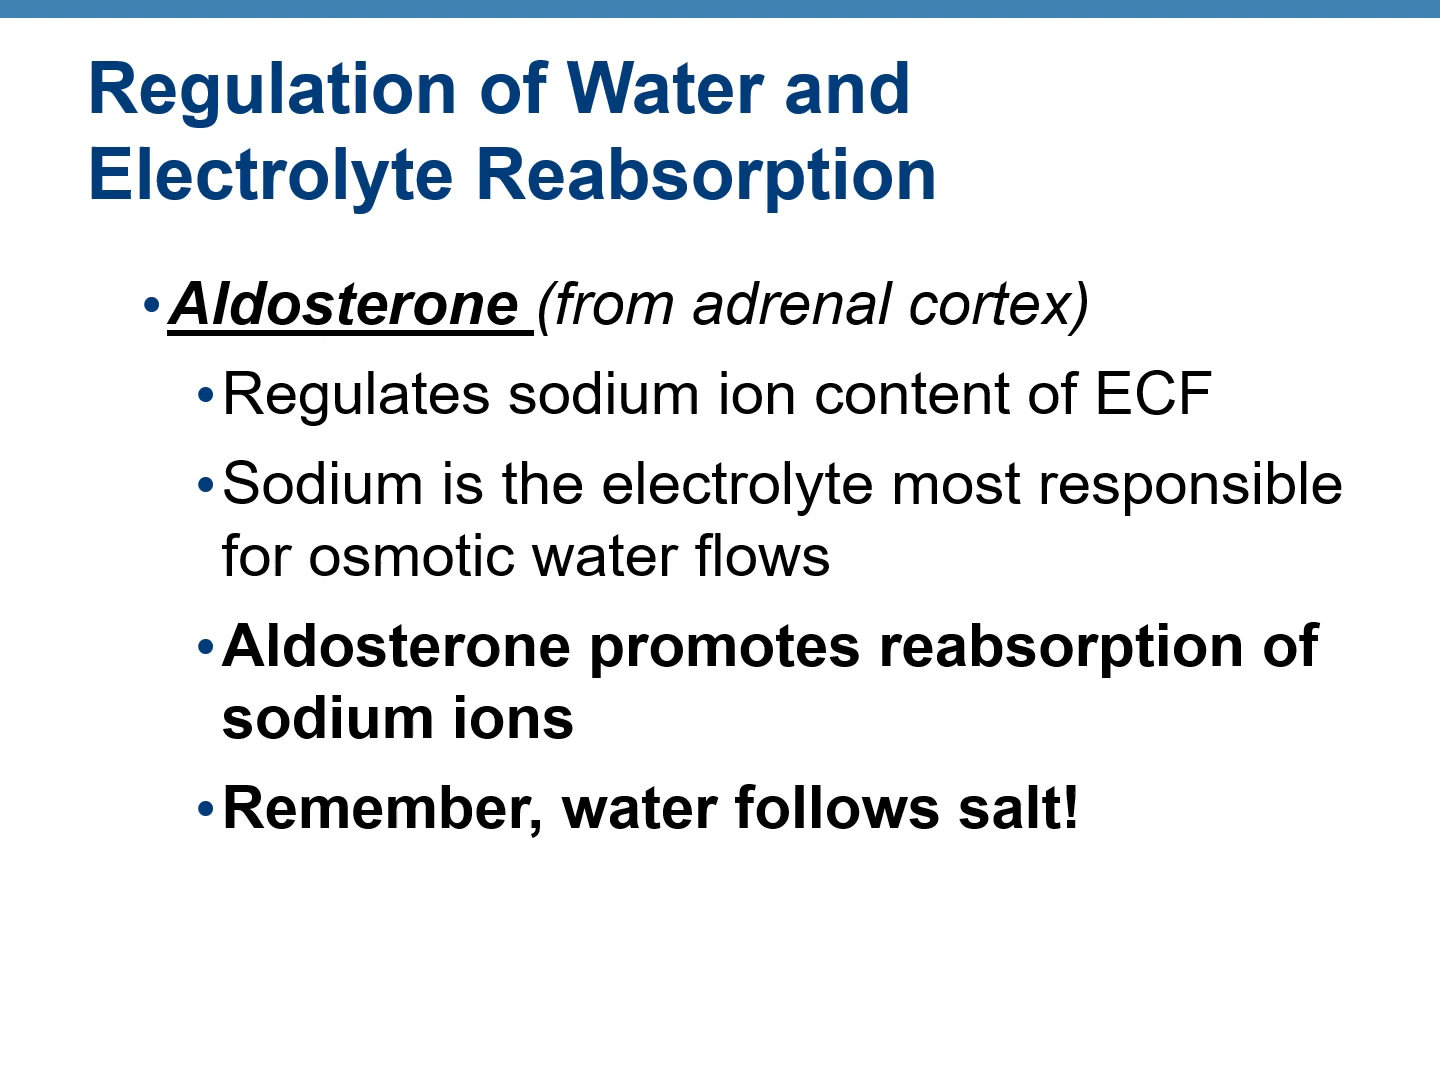 Regulation of Water and
Electrolyte Reabsorption
•Aldosterone (from adrenal cortex)
•Regulates sodium ion content of ECF
•Sodium is the electrolyte most responsible
for osmotic water flows
•Aldosterone promotes reabsorption of
sodium ions
•Remember, water follows salt!